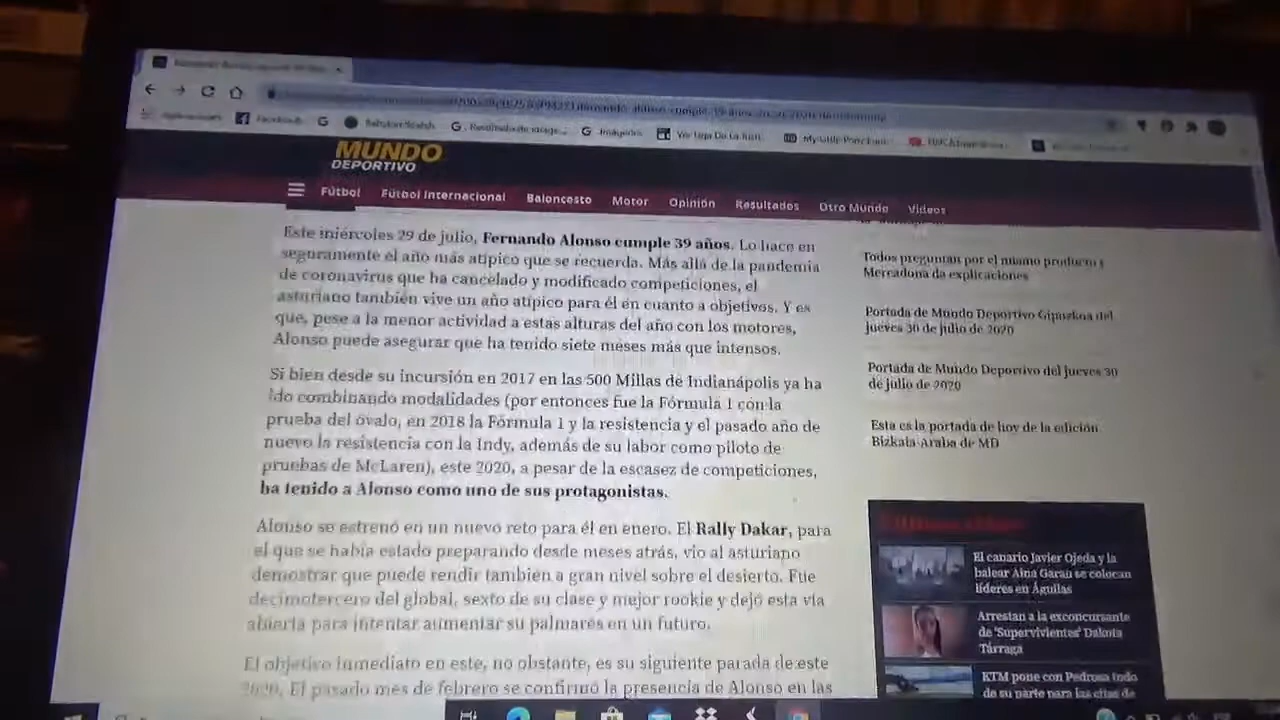 MUNDO
DEPORTIVO
Fútbol Fútbol Internacional Baloncesto Motor Opinión Resultados Otro Mundo Videos
Este miércoles 29 de julio, Fernando Alonso cumple 39 años. Lo hace en
seguramente el año más atípico que se recuerda. Más allá de la pandemia
de coronavirus que ha cancelado y modificado competiciones, el
asturiano también vive un año atípico para él en cuanto a objetivos. Y es
que, pese a la menor actividad a estas alturas del año con los motores,
Alonso puede asegurar que ha tenido siete meses más que intensos.
Si bien desde su incursión en 2017 en las 500 Millas de Indianápolis ya ha
ido combinando modalidades (por entonces fue la Fórmula 1 con la
prueba del óvalo, en 2018 la Fórmula 1 y la resistencia y el pasado año de
nuevo la resistencia con la Indy, además de su labor como piloto de
pruebas de McLaren), este 2020, a pesar de la escasez de competiciones,
ha tenido a Alonso como uno de sus protagonistas.
Alonso se estrenó en un nuevo reto para él en enero. El Rally Dakar, para
el que se había estado preparando desde meses atrás, vio al asturiano
demostrar que puede rendir también a gran nivel sobre el desierto. Fue
decimotercero del global, sexto de su clase y mejor rookie y dejó esta vía
abierta para intentar aumentar su palmarés en un futuro.
El objetivo inmediato en este, no obstante, es su siguiente parada de este
2020. El pasado mes de febrero se confirmó la presencia de Alonso en las
Todos preguntan por el mismo producto y
Mercadona da explicaciones
Portada de Mundo Deportivo Gipuzkoa del
jueves 30 de julio de 2020
Portada de Mundo Deportivo del jueves 30
de julio de 2020
Esta es la portada de hoy de la edición
Bizkaia-Araba de MD
El canario Javier Ojeda y la
balear Aina Garau se colocan
líderes en Águilas
Arrestan a la exconcursante
de 'Supervivientes' Dakota
Tárraga
KTM pone con Pedrosa todo
de su parte para las citas de